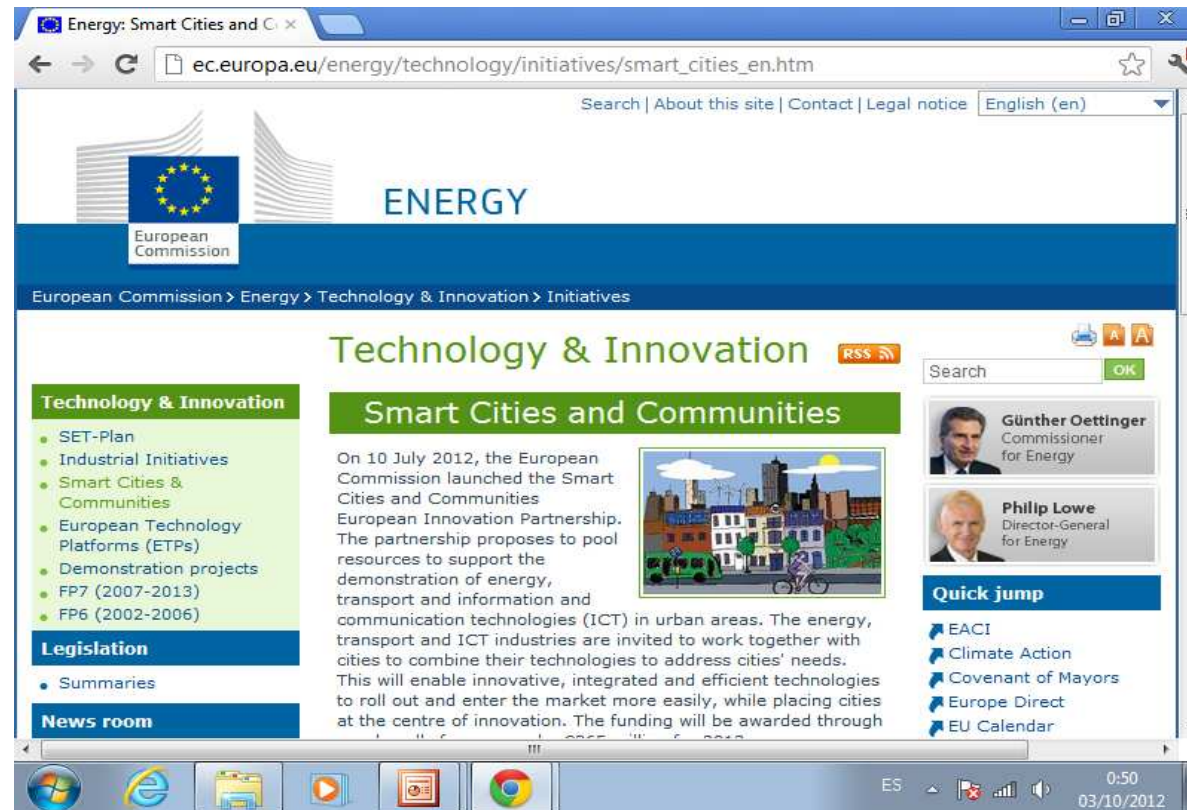 Energy: Smart Cities and C
ec.europa.eu/energy/technology/initiatives/smart_cities_en.htm
Search | About this site | Contact | Legal notice English (en)
European
Commission
ENERGY
European Commission > Energy > Technology & Innovation > Initiatives
Technology & Innovation
SET-Plan
Industrial Initiatives
Smart Cities &
Communities
European Technology
Platforms (ETPs)
Demonstration projects
FP7 (2007-2013)
FP6 (2002-2006)
Legislation
Summaries
News room
Technology & Innovation
RSS
Smart Cities and Communities
On 10 July 2012, the European
Commission launched the Smart
Cities and Communities
European Innovation Partnership.
The partnership proposes to pool
resources to support the
demonstration of energy,
transport and information and
communication technologies (ICT) in urban areas. The energy,
transport and ICT industries are invited to work together with
cities to combine their technologies to address cities' needs.
This will enable innovative, integrated and efficient technologies
to roll out and enter the market more easily, while placing cities
at the centre of innovation. The funding will be awarded through
A A
Search OK
Günther Oettinger
Commissioner
for Energy
Philip Lowe
Director-General
for Energy
Quick jump
EACI
Climate Action
Covenant of Mayors
Europe Direct
EU Calendar
ES
0:50
03/10/2012